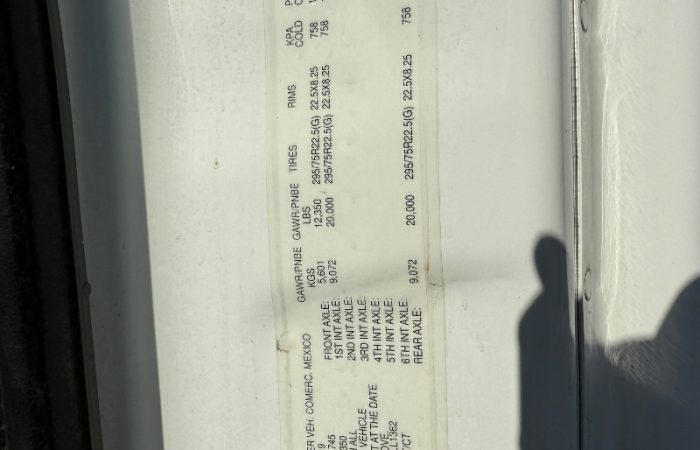 GAWR/PNBE GAWR/PNBE TIRES RIMS KPA
KGS LBS COLD
FRONT AXLE: 5,601 12,350 295/75R22.5(G) 22.5X8.25 758
1ST INT AXLE: 9,072 20,000 295/75R22.5(G) 22.5X8.25 758
2ND INT AXLE:
3RD INT AXLE:
4TH INT AXLE:
5TH INT AXLE:
6TH INT AXLE:
REAR AXLE: 9,072 20,000 295/75R22.5(G) 22.5X8.25 758
VEH. COMERC. MEXICO
745
350
ALL
VEHICLE
T AT THE DATE
OVE
L1362
/CT